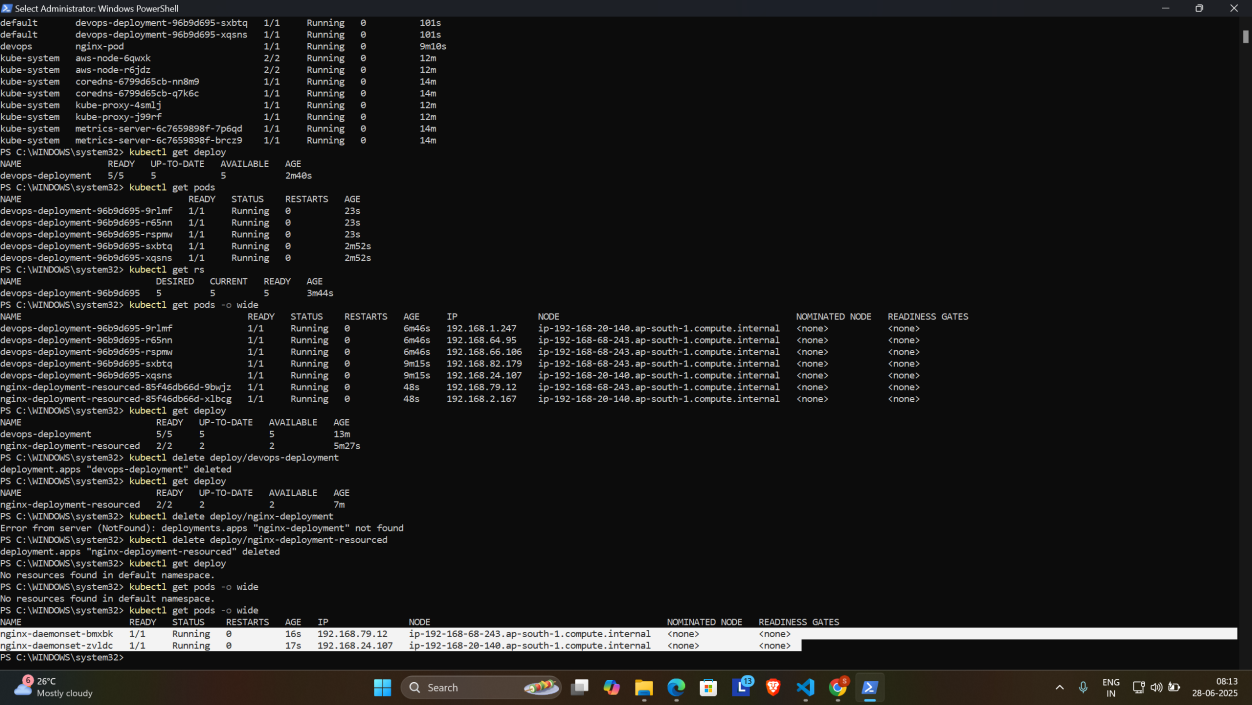 Select Administrator: Windows PowerShell
default devops-deployment-96b9d695-sxbtq 1/1 Running 0 101s
default devops-deployment-96b9d695-xqsns 1/1 Running 0 101s
devops nginx-pod 1/1 Running 0 9m10s
kube-system aws-node-6qwxk 2/2 Running 0 12m
kube-system aws-node-r6jdz 2/2 Running 0 12m
kube-system coredns-6799d65cb-nn8m9 1/1 Running 0 14m
kube-system coredns-6799d65cb-q7k6c 1/1 Running 0 14m
kube-system kube-proxy-4smlj 1/1 Running 0 12m
kube-system kube-proxy-j99rf 1/1 Running 0 12m
kube-system metrics-server-6c7659898f-7p6qd 1/1 Running 0 14m
kube-system metrics-server-6c7659898f-brcz9 1/1 Running 0 14m
PS C:\WINDOWS\system32> kubectl get deploy
NAME READY UP-TO-DATE AVAILABLE AGE
devops-deployment 5/5 5 5 2m40s
PS C:\WINDOWS\system32> kubectl get pods
NAME READY STATUS RESTARTS AGE
devops-deployment-96b9d695-9rlmf 1/1 Running 0 23s
devops-deployment-96b9d695-r65nn 1/1 Running 0 23s
devops-deployment-96b9d695-rspmw 1/1 Running 0 23s
devops-deployment-96b9d695-sxbtq 1/1 Running 0 2m52s
devops-deployment-96b9d695-xqsns 1/1 Running 0 2m52s
PS C:\WINDOWS\system32> kubectl get rs
NAME DESIRED CURRENT READY AGE
devops-deployment-96b9d695 5 5 5 3m44s
PS C:\WINDOWS\system32> kubectl get pods -o wide
NAME READY STATUS RESTARTS AGE IP NODE NOMINATED NODE READINESS GATES
devops-deployment-96b9d695-9rlmf 1/1 Running 0 6m46s 192.168.1.247 ip-192-168-20-140.ap-south-1.compute.internal <none> <none>
devops-deployment-96b9d695-r65nn 1/1 Running 0 6m46s 192.168.64.95 ip-192-168-68-243.ap-south-1.compute.internal <none> <none>
devops-deployment-96b9d695-rspmw 1/1 Running 0 6m46s 192.168.66.106 ip-192-168-68-243.ap-south-1.compute.internal <none> <none>
devops-deployment-96b9d695-sxbtq 1/1 Running 0 9m15s 192.168.82.179 ip-192-168-68-243.ap-south-1.compute.internal <none> <none>
devops-deployment-96b9d695-xqsns 1/1 Running 0 9m15s 192.168.24.107 ip-192-168-20-140.ap-south-1.compute.internal <none> <none>
nginx-deployment-resourced-85f46db66d-9bwjz 1/1 Running 0 48s 192.168.79.12 ip-192-168-68-243.ap-south-1.compute.internal <none> <none>
nginx-deployment-resourced-85f46db66d-xlbcg 1/1 Running 0 48s 192.168.2.167 ip-192-168-20-140.ap-south-1.compute.internal <none> <none>
PS C:\WINDOWS\system32> kubectl get deploy
NAME READY UP-TO-DATE AVAILABLE AGE
devops-deployment 5/5 5 5 13m
nginx-deployment-resourced 2/2 2 2 5m27s
PS C:\WINDOWS\system32> kubectl delete deploy/devops-deployment
deployment.apps "devops-deployment" deleted
PS C:\WINDOWS\system32> kubectl get deploy
NAME READY UP-TO-DATE AVAILABLE AGE
nginx-deployment-resourced 2/2 2 2 7m
PS C:\WINDOWS\system32> kubectl delete deploy/nginx-deployment
Error from server (NotFound): deployments.apps "nginx-deployment" not found
PS C:\WINDOWS\system32> kubectl delete deploy/nginx-deployment-resourced
deployment.apps "nginx-deployment-resourced" deleted
PS C:\WINDOWS\system32> kubectl get deploy
No resources found in default namespace.
PS C:\WINDOWS\system32> kubectl get pods -o wide
No resources found in default namespace.
PS C:\WINDOWS\system32> kubectl get pods -o wide
NAME READY STATUS RESTARTS AGE IP NODE NOMINATED NODE READINESS GATES
nginx-daemonset-bmxbk 1/1 Running 0 16s 192.168.79.12 ip-192-168-68-243.ap-south-1.compute.internal <none> <none>
nginx-daemonset-zvldc 1/1 Running 0 17s 192.168.24.107 ip-192-168-20-140.ap-south-1.compute.internal <none> <none>
PS C:\WINDOWS\system32>
6
26°C
Mostly cloudy
Search
13
S
ENG
IN
08:13
28-06-2025